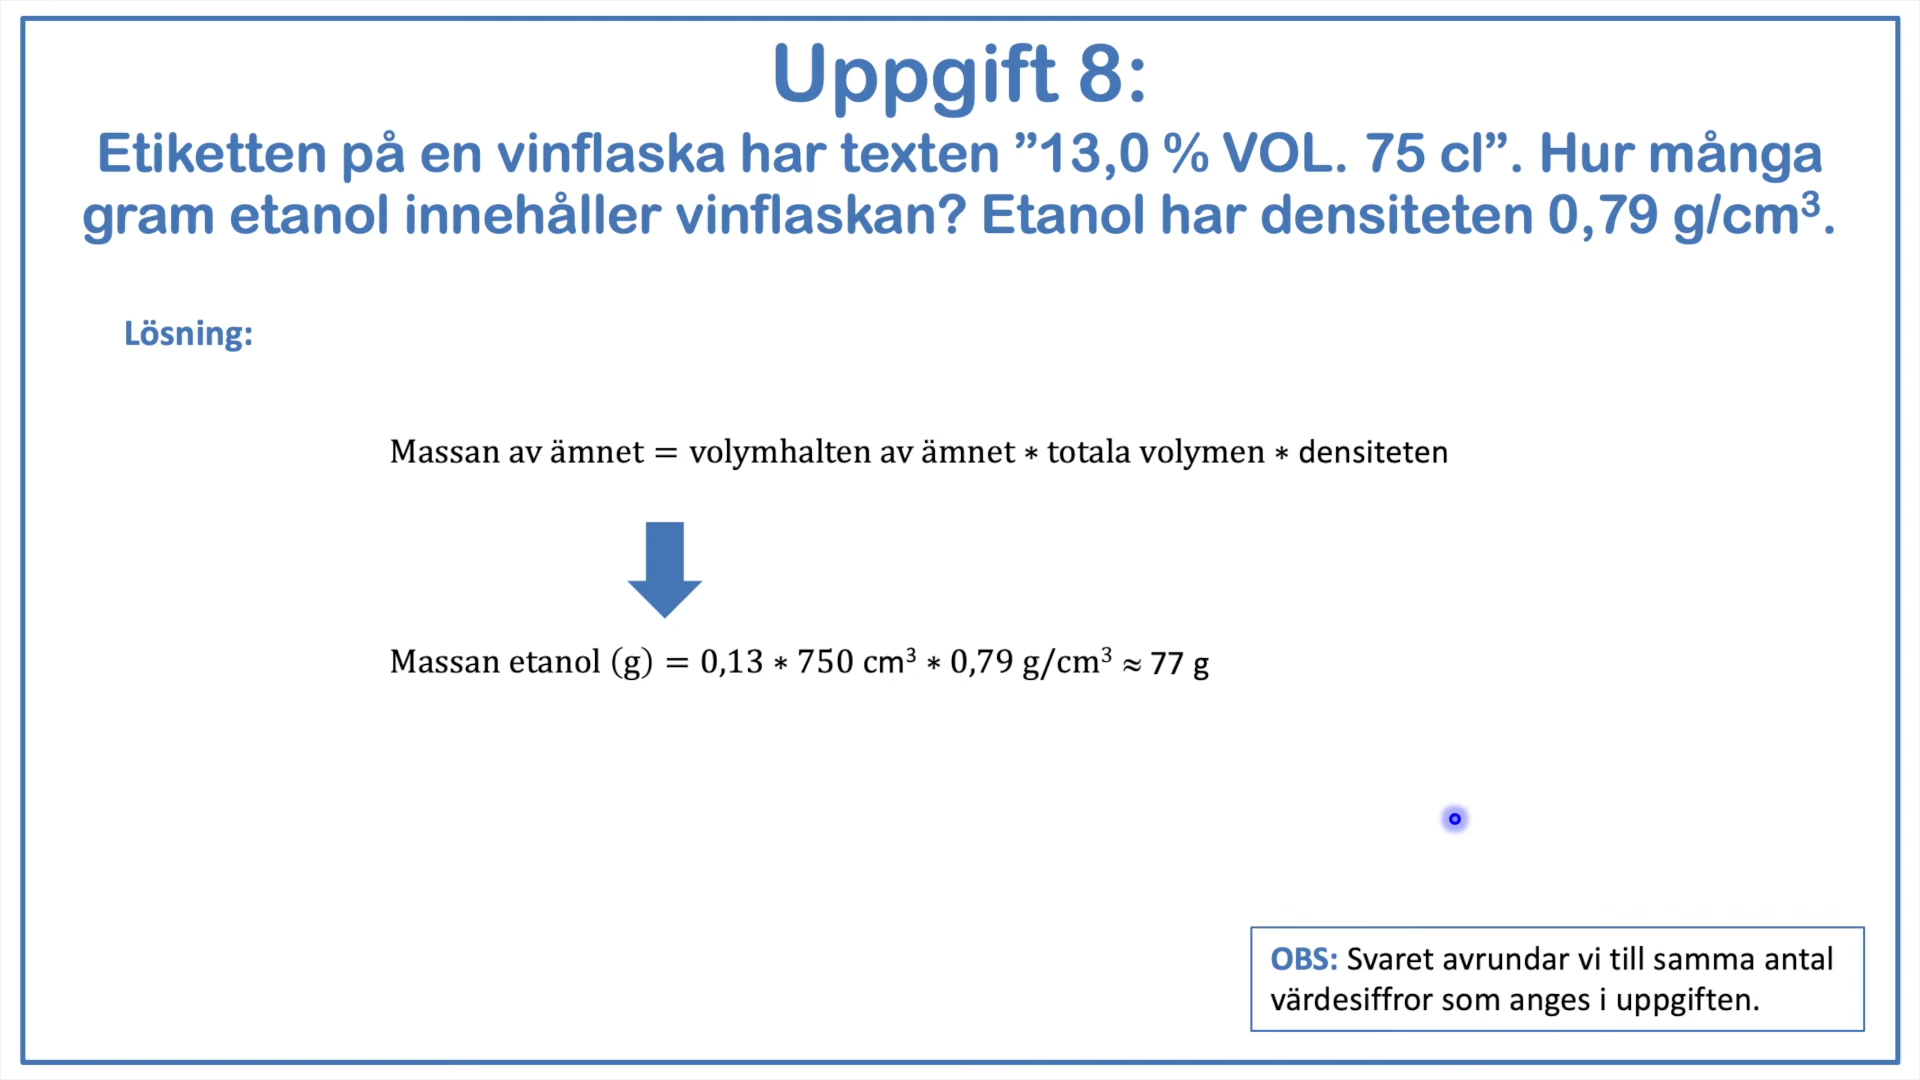 Uppgift 8:
Etiketten på en vinflaska har texten ”13,0 % VOL. 75 cl”. Hur många
gram etanol innehåller vinflaskan? Etanol har densiteten 0,79 g/cm³.
Lösning:
Massan av ämnet = volymhalten av ämnet ∗ totala volymen ∗ densiteten
Massan etanol (g) = 0,13 ∗ 750 cm³ ∗ 0,79 g/cm³ ≈ 77 g
OBS: Svaret avrundar vi till samma antal
värdesiffror som anges i uppgiften.